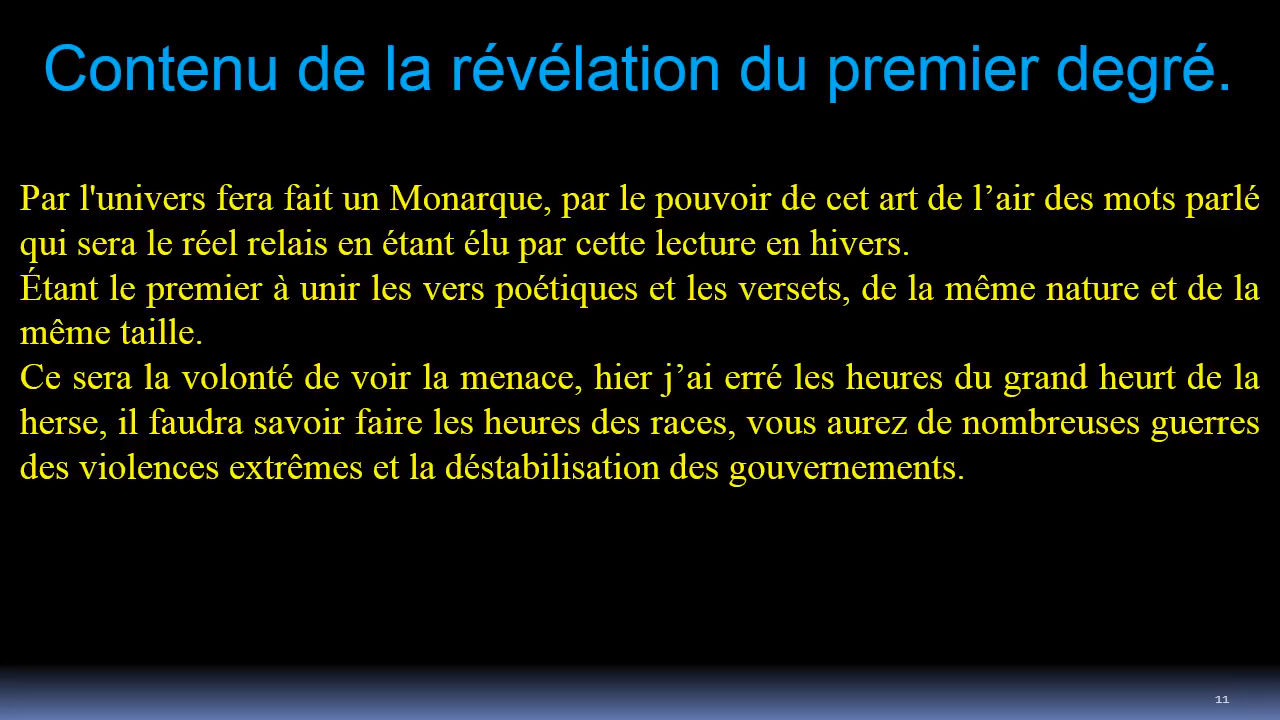 Contenu de la révélation du premier degré.
Par l'univers fera fait un Monarque, par le pouvoir de cet art de l’air des mots parlé
qui sera le réel relais en étant élu par cette lecture en hivers.
Étant le premier à unir les vers poétiques et les versets, de la même nature et de la
même taille.
Ce sera la volonté de voir la menace, hier j’ai erré les heures du grand heurt de la
herse, il faudra savoir faire les heures des races, vous aurez de nombreuses guerres
des violences extrêmes et la déstabilisation des gouvernements.
11